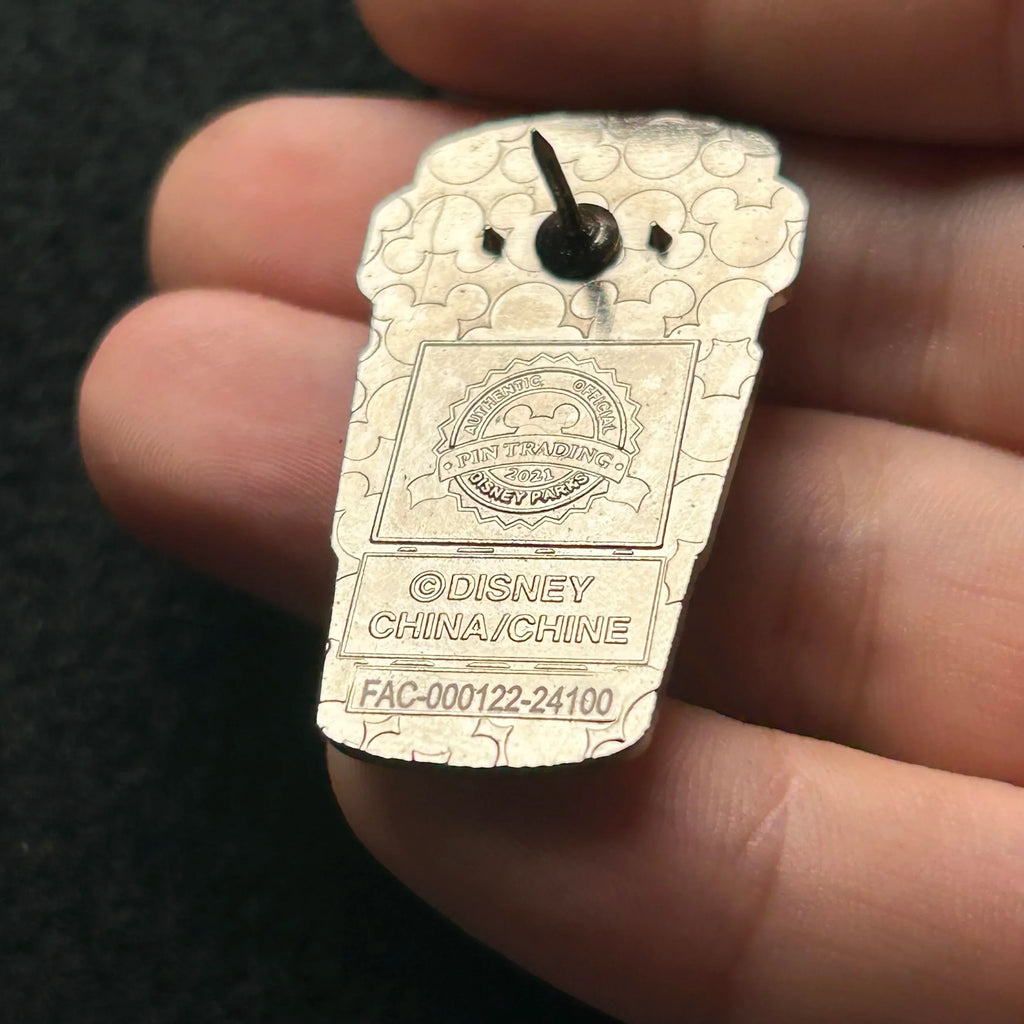 AUTHENTIC OFFICIAL
PIN TRADING
2021
DISNEY PARKS
©DISNEY
CHINA/CHINE
FAC-000122-24100